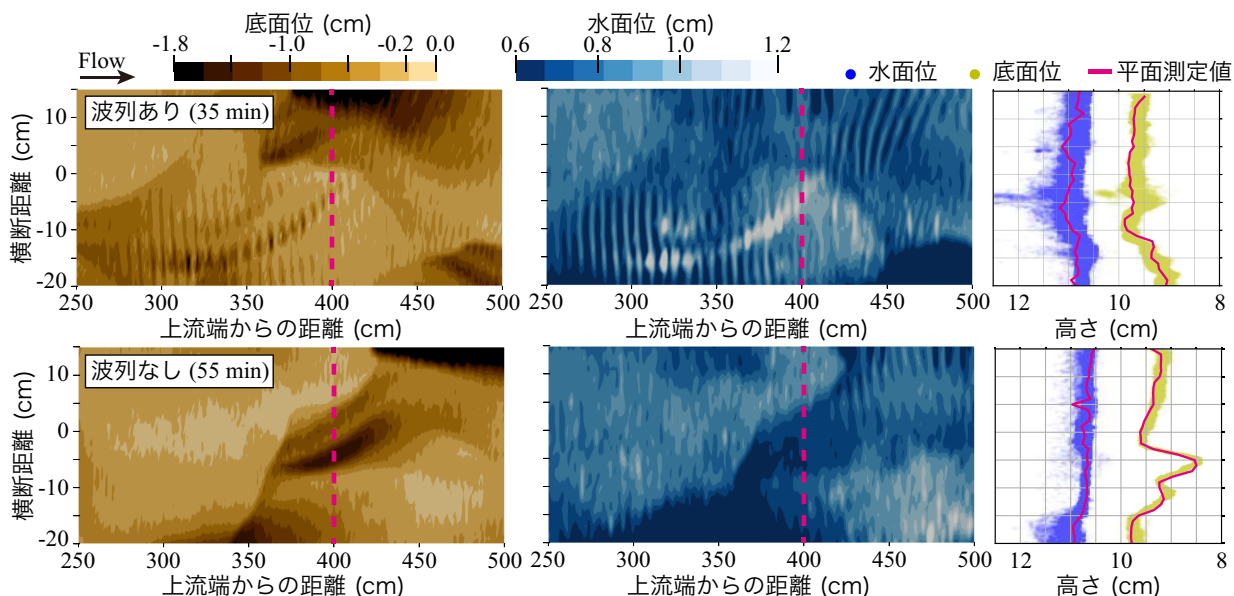 底面位 (cm)
-1.8 -1.0 -0.2 0.0
Flow
水面位 (cm)
0.6 0.8 1.0 1.2
水面位 底面位 平面測定値
波列あり (35 min)
横断距離 (cm)
10
0
-10
-20
250 300 350 400 450 500
上流端からの距離 (cm)
250 300 350 400 450 500
上流端からの距離 (cm)
12 10 8
高さ (cm)
波列なし (55 min)
横断距離 (cm)
10
0
-10
-20
250 300 350 400 450 500
上流端からの距離 (cm)
250 300 350 400 450 500
上流端からの距離 (cm)
12 10 8
高さ (cm)